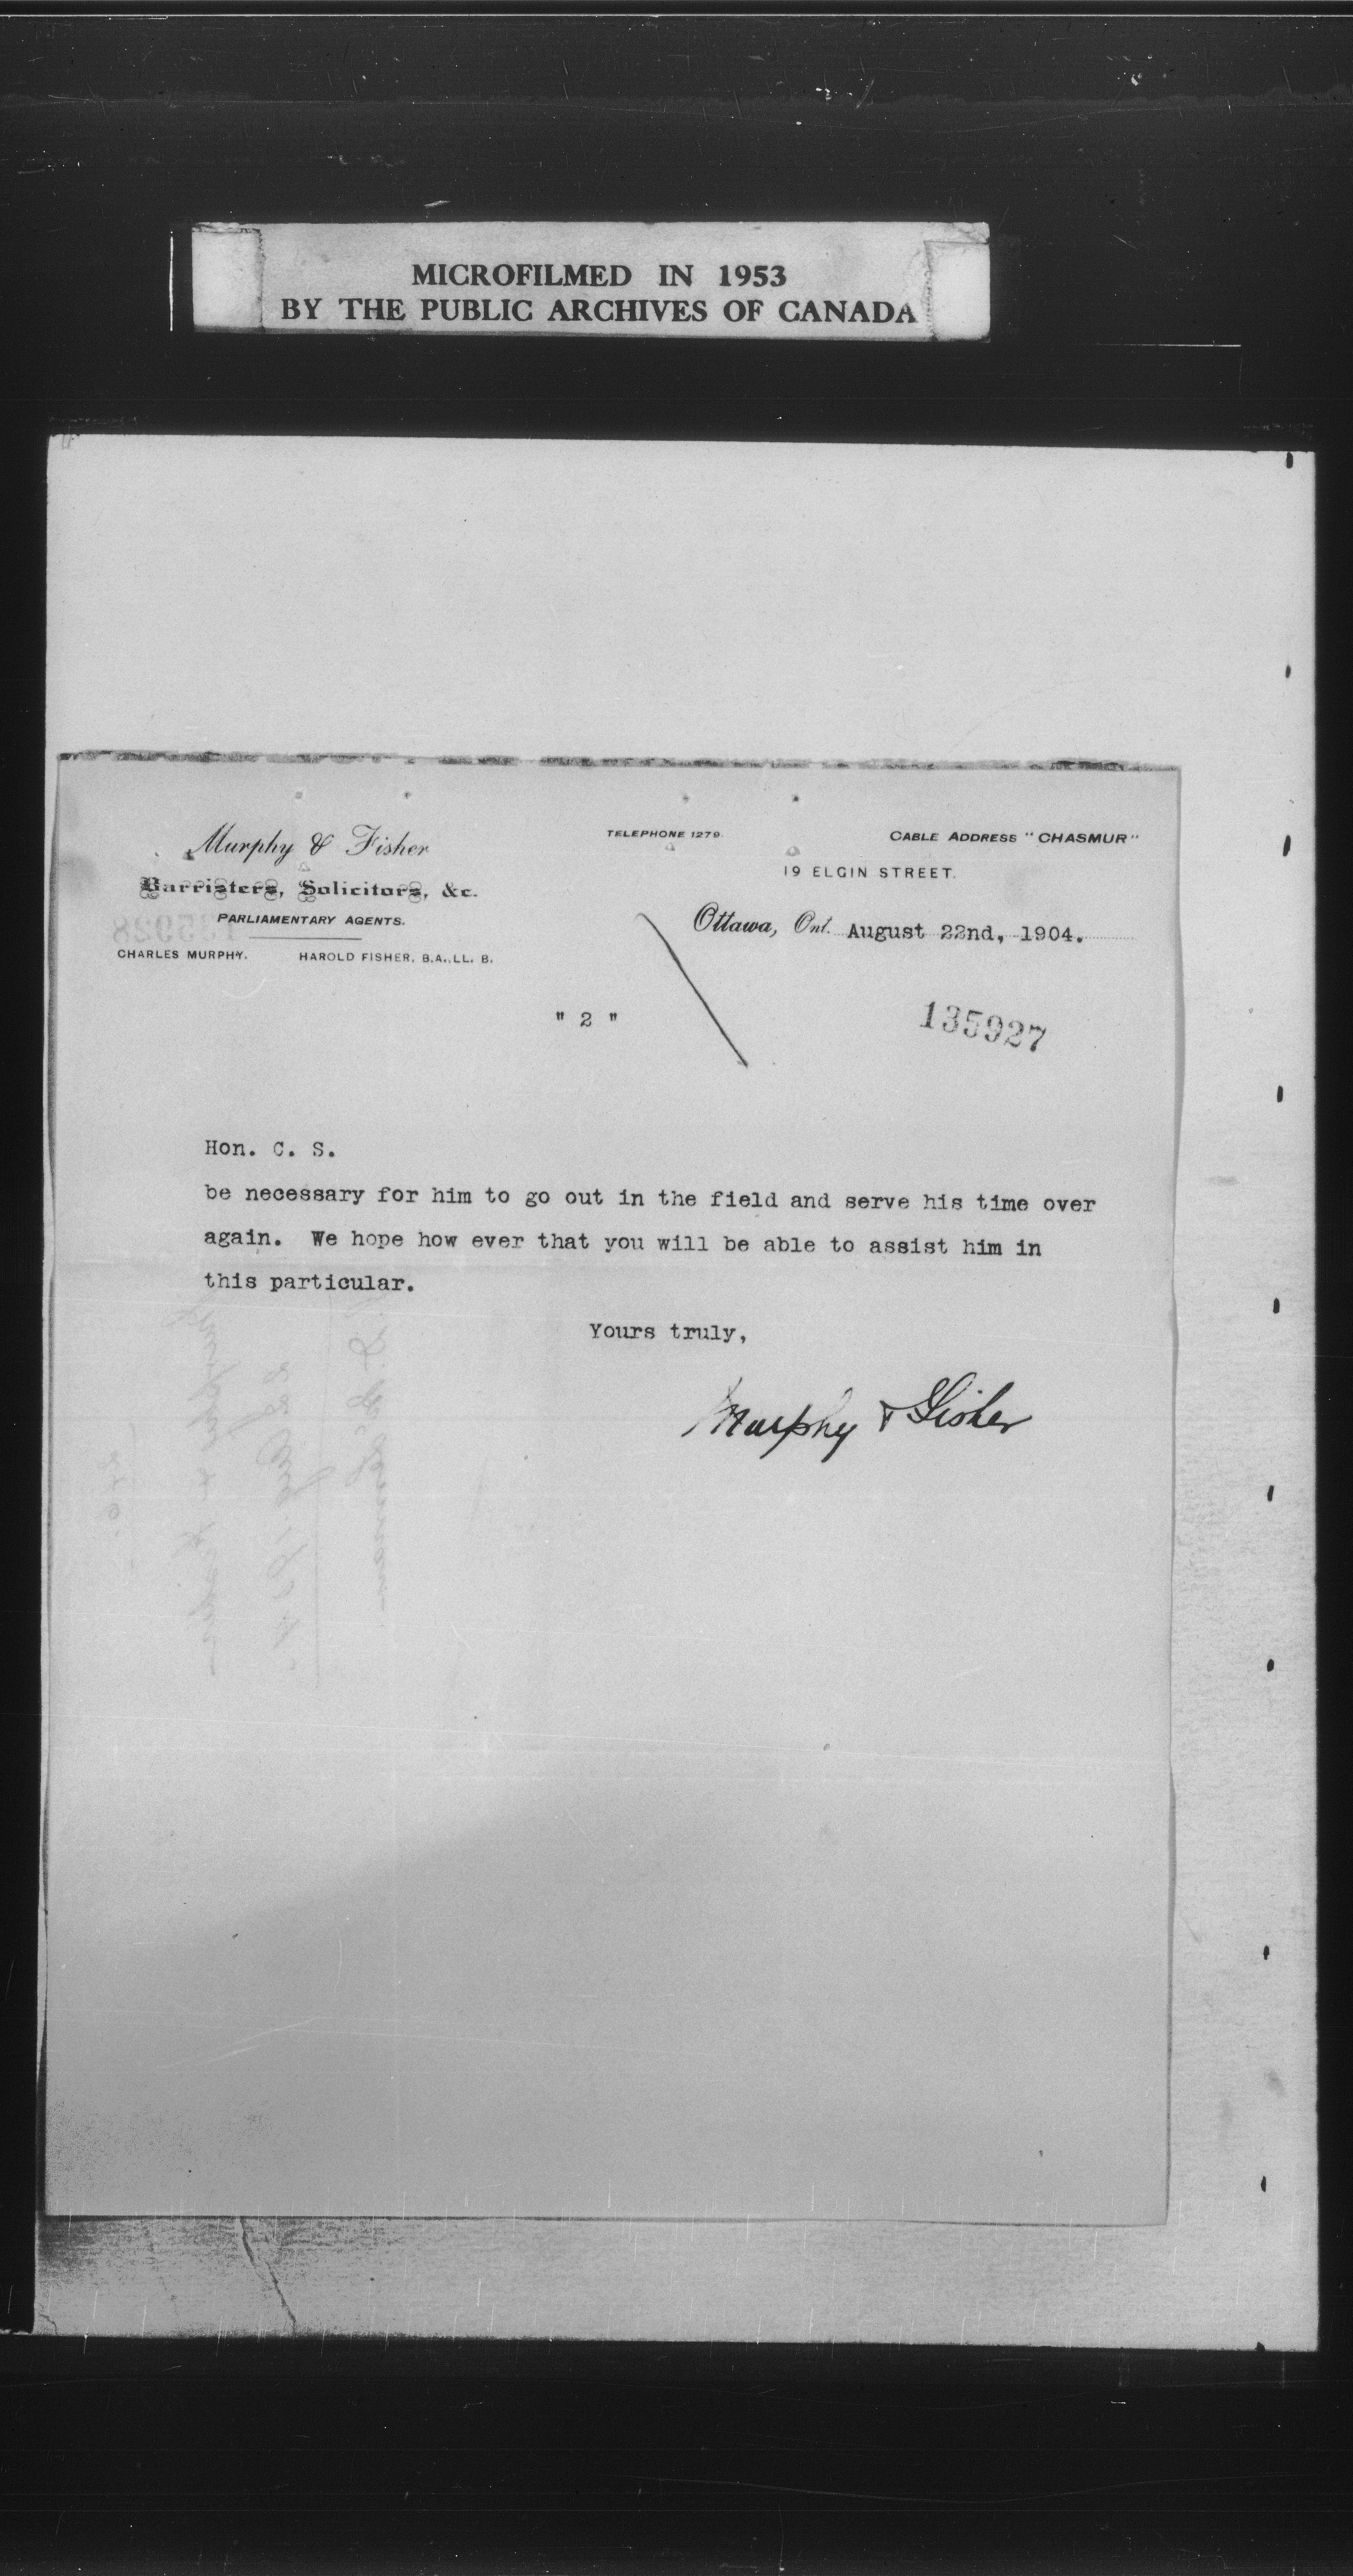 MICROFILMED IN 1953
BY THE PUBLIC ARCHIVES OF CANADA
Murphy & Fisher
Barristers, Solicitors, &c.
PARLIAMENTARY AGENTS.
CHARLES MURPHY. HAROLD FISHER, B.A., LL. B.
TELEPHONE 1279.
CABLE ADDRESS "CHASMUR"
19 ELGIN STREET.
Ottawa, Ont. August 22nd, 1904.
" 2 "
135927
Hon. C. S.
be necessary for him to go out in the field and serve his time over
again. We hope how ever that you will be able to assist him in
this particular.
Yours truly,
Murphy & Fisher